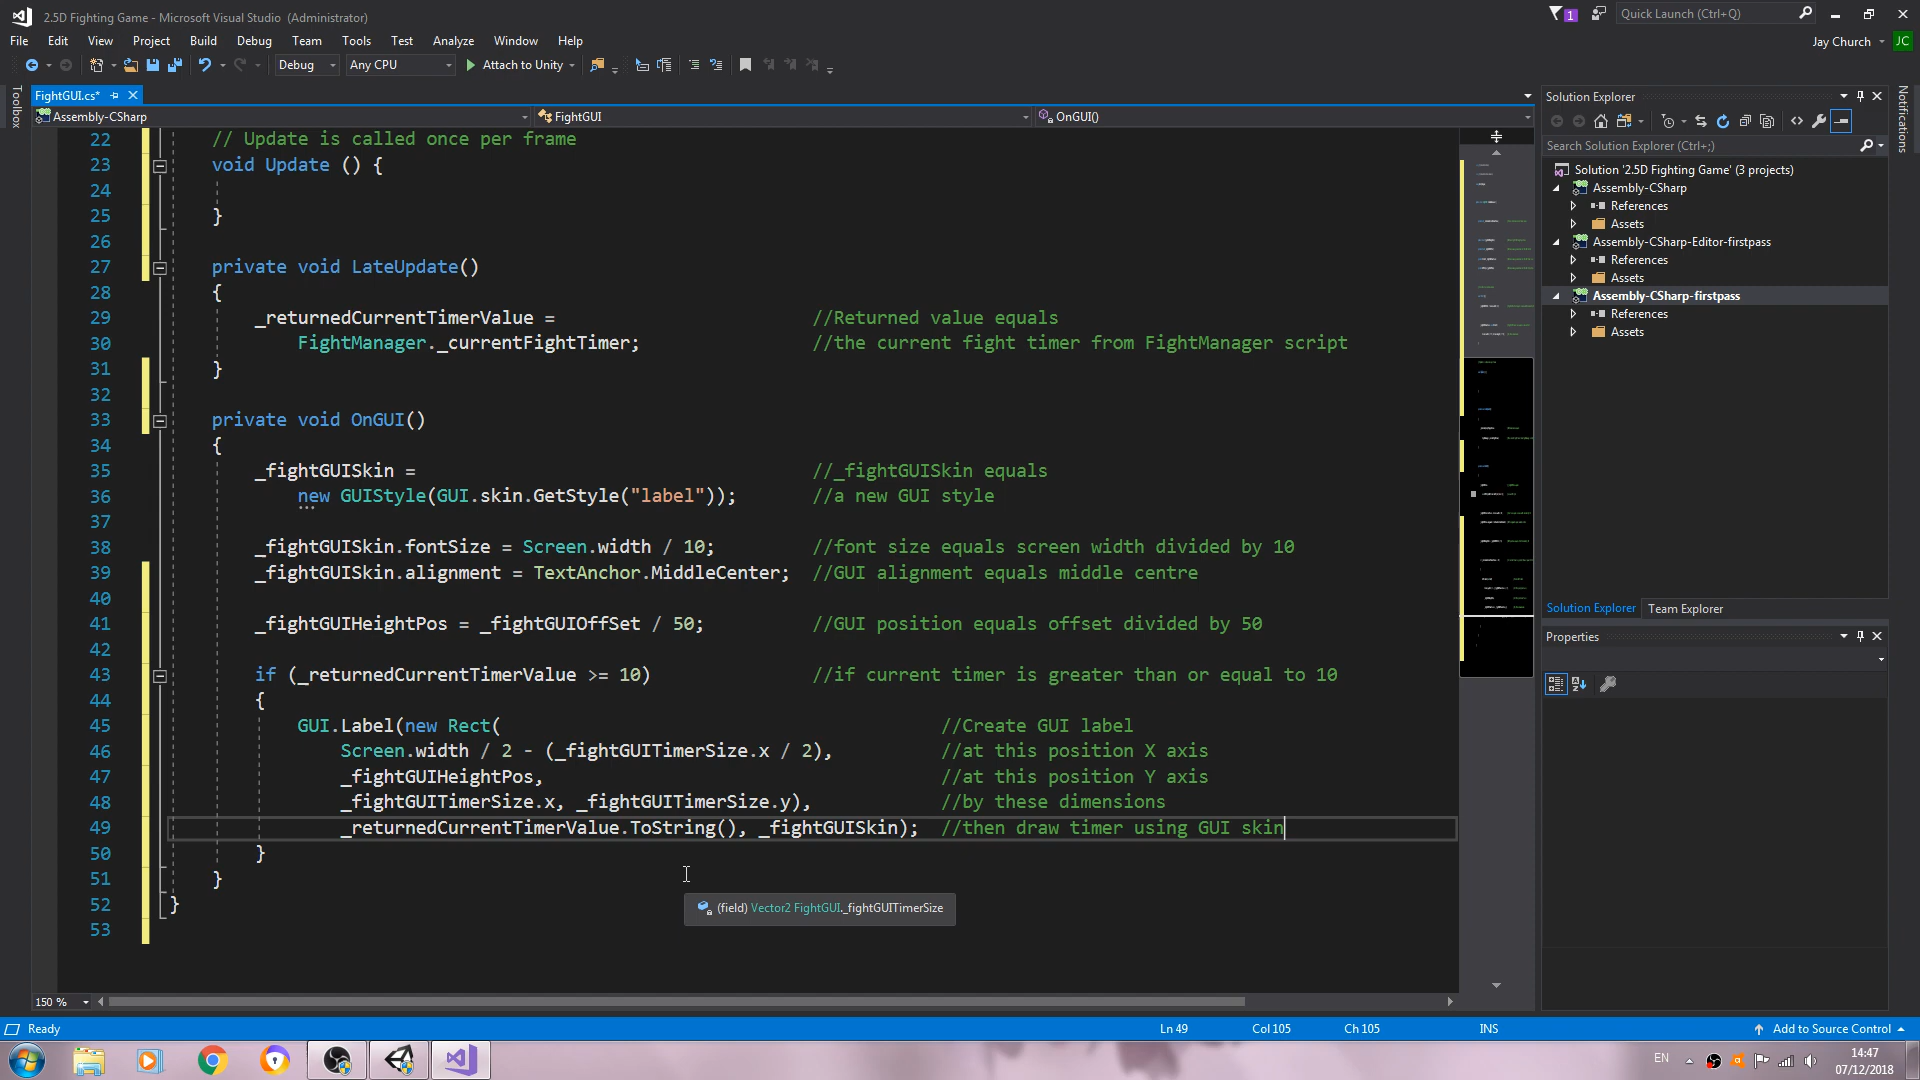 2.5D Fighting Game - Microsoft Visual Studio (Administrator)
1
Quick Launch (Ctrl+Q)
File Edit View Project Build Debug Team Tools Test Analyze Window Help
Jay Church
JC
Debug
Any CPU
Attach to Unity
Toolbox
FightGUI.cs*
Assembly-CSharp
FightGUI
OnGUI()
22 // Update is called once per frame
23 void Update () {
24
25 }
26
27 private void LateUpdate()
28 {
29 _returnedCurrentTimerValue = //Returned value equals
30 FightManager._currentFightTimer; //the current fight timer from FightManager script
31 }
32
33 private void OnGUI()
34 {
35 _fightGUISkin = //_fightGUISkin equals
36 new GUIStyle(GUI.skin.GetStyle("label")); //a new GUI style
37
38 _fightGUISkin.fontSize = Screen.width / 10; //font size equals screen width divided by 10
39 _fightGUISkin.alignment = TextAnchor.MiddleCenter; //GUI alignment equals middle centre
40
41 _fightGUIHeightPos = _fightGUIOffSet / 50; //GUI position equals offset divided by 50
42
43 if (_returnedCurrentTimerValue >= 10) //if current timer is greater than or equal to 10
44 {
45 GUI.Label(new Rect( //Create GUI label
46 Screen.width / 2 - (_fightGUITimerSize.x / 2), //at this position X axis
47 _fightGUIHeightPos, //at this position Y axis
48 _fightGUITimerSize.x, _fightGUITimerSize.y), //by these dimensions
49 _returnedCurrentTimerValue.ToString(), _fightGUISkin); //then draw timer using GUI skin
50 }
51 }
52 }
53
(field) Vector2 FightGUI._fightGUITimerSize
150 %
Solution Explorer
Search Solution Explorer (Ctrl+;)
Solution '2.5D Fighting Game' (3 projects)
Assembly-CSharp
References
Assets
Assembly-CSharp-Editor-firstpass
References
Assets
Assembly-CSharp-firstpass
References
Assets
Solution Explorer
Team Explorer
Properties
Notifications
Ready
Ln 49
Col 105
Ch 105
INS
Add to Source Control
EN
14:47
07/12/2018